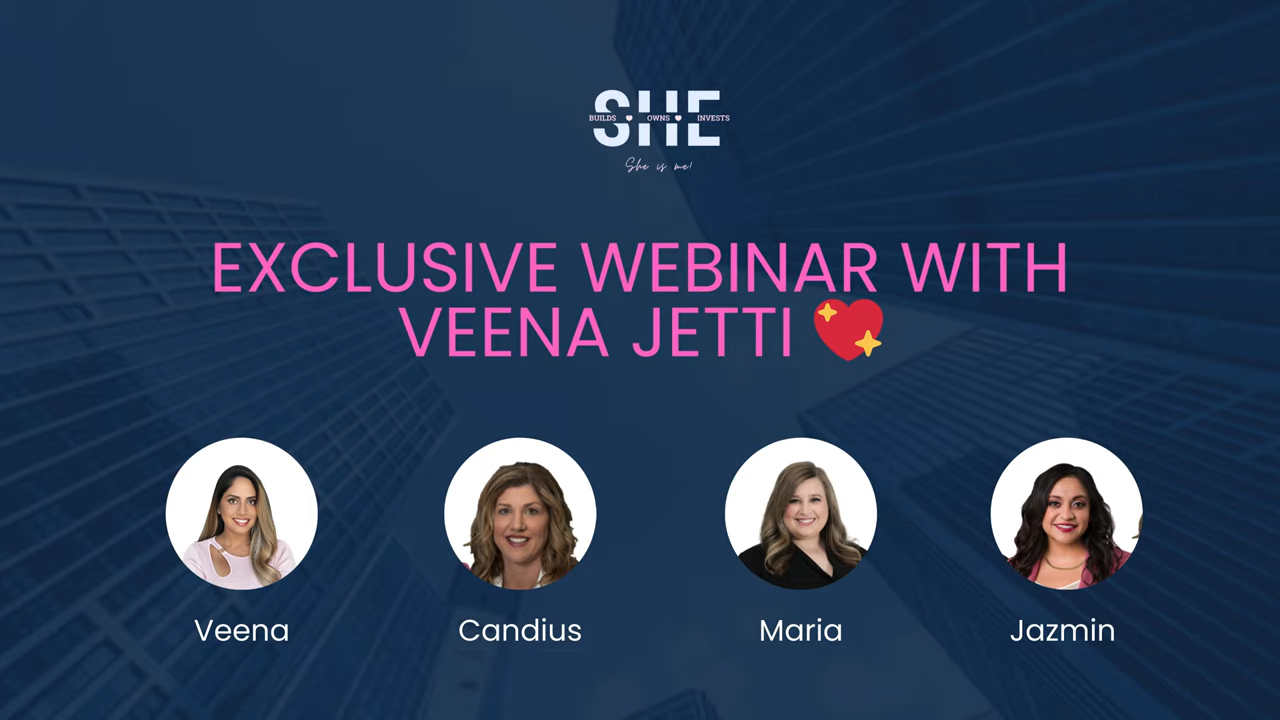 SHE
BUILDS OWNS INVESTS
She is me!
EXCLUSIVE WEBINAR WITH
VEENA JETTI 💖
Veena Candius Maria Jazmin